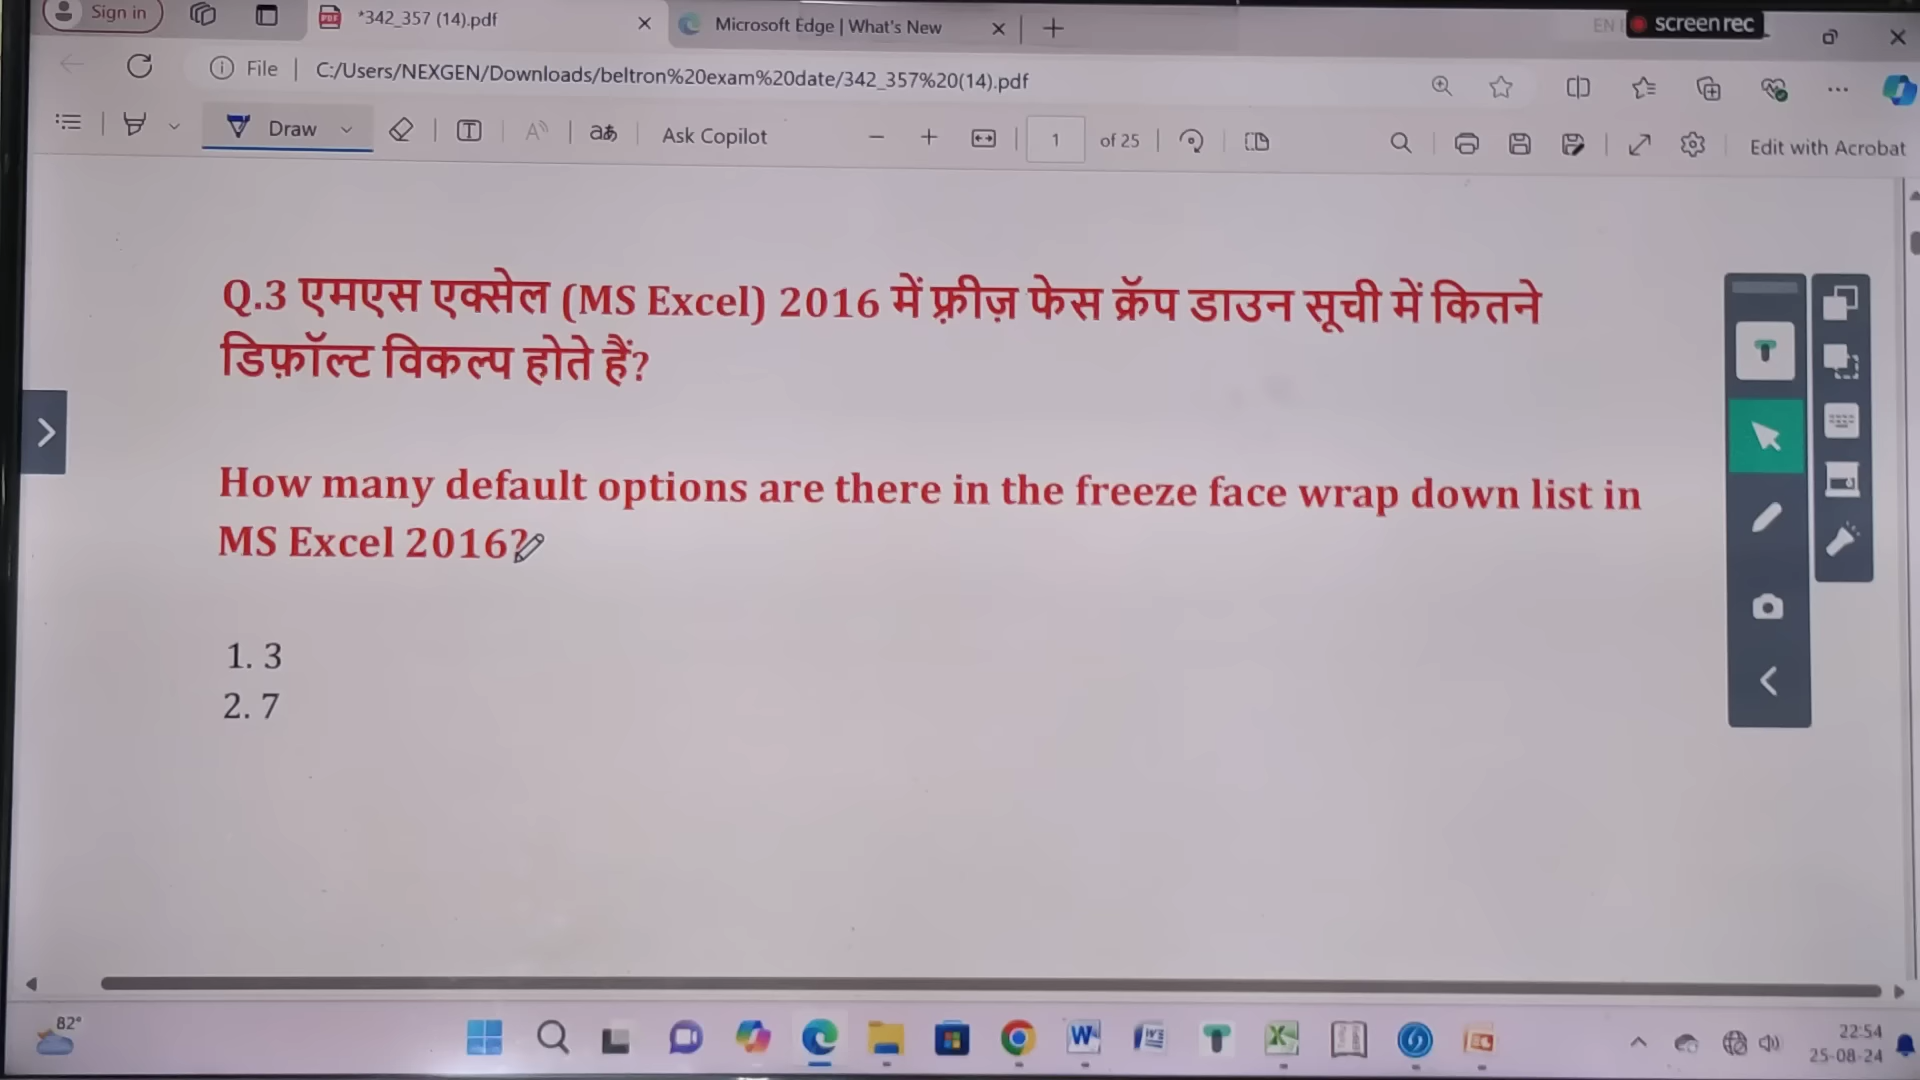 Sign in
*342_357 (14).pdf
Microsoft Edge | What's New
EN
screenrec
File
C:/Users/NEXGEN/Downloads/beltron%20exam%20date/342_357%20(14).pdf
Draw
Ask Copilot
1
of 25
Edit with Acrobat
Q.3 एमएस एक्सेल (MS Excel) 2016 में फ़्रीज़ फेस क्रॅप डाउन सूची में कितने
डिफ़ॉल्ट विकल्प होते हैं?
How many default options are there in the freeze face wrap down list in
MS Excel 2016?
1. 3
2. 7
82°
22:54
25-08-24